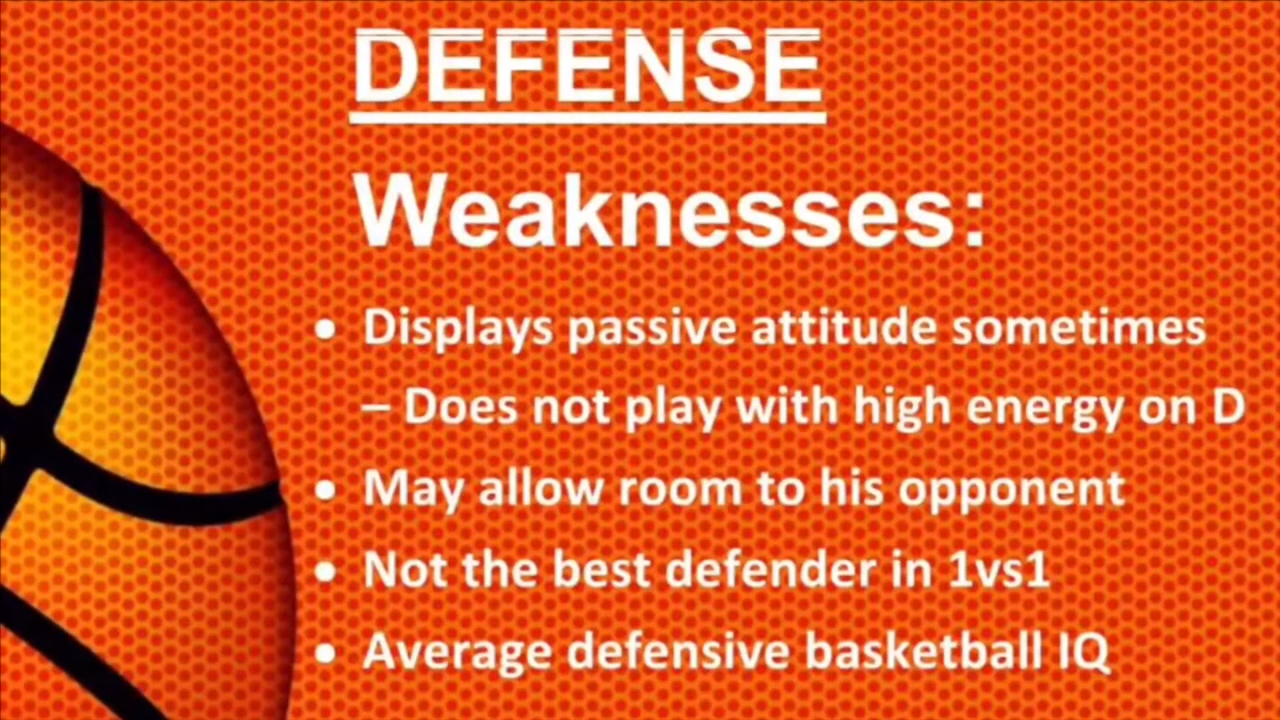 DEFENSE
Weaknesses:
• Displays passive attitude sometimes
– Does not play with high energy on D
• May allow room to his opponent
• Not the best defender in 1vs1
• Average defensive basketball IQ